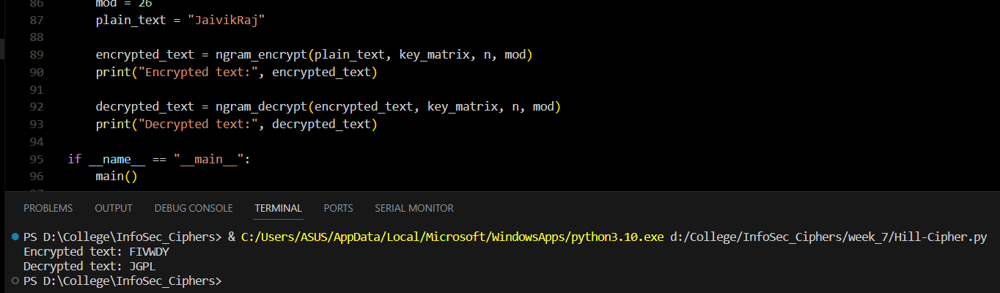 86 mod = 26
87 plain_text = "JaivikRaj"
88
89 encrypted_text = ngram_encrypt(plain_text, key_matrix, n, mod)
90 print("Encrypted text:", encrypted_text)
91
92 decrypted_text = ngram_decrypt(encrypted_text, key_matrix, n, mod)
93 print("Decrypted text:", decrypted_text)
94
95 if __name__ == "__main__":
96 main()
PROBLEMS OUTPUT DEBUG CONSOLE TERMINAL PORTS SERIAL MONITOR
PS D:\College\InfoSec_Ciphers> & C:/Users/ASUS/AppData/Local/Microsoft/WindowsApps/python3.10.exe d:/College/InfoSec_Ciphers/week_7/Hill-Cipher.py
Encrypted text: FIVWDY
Decrypted text: JGPL
PS D:\College\InfoSec_Ciphers>